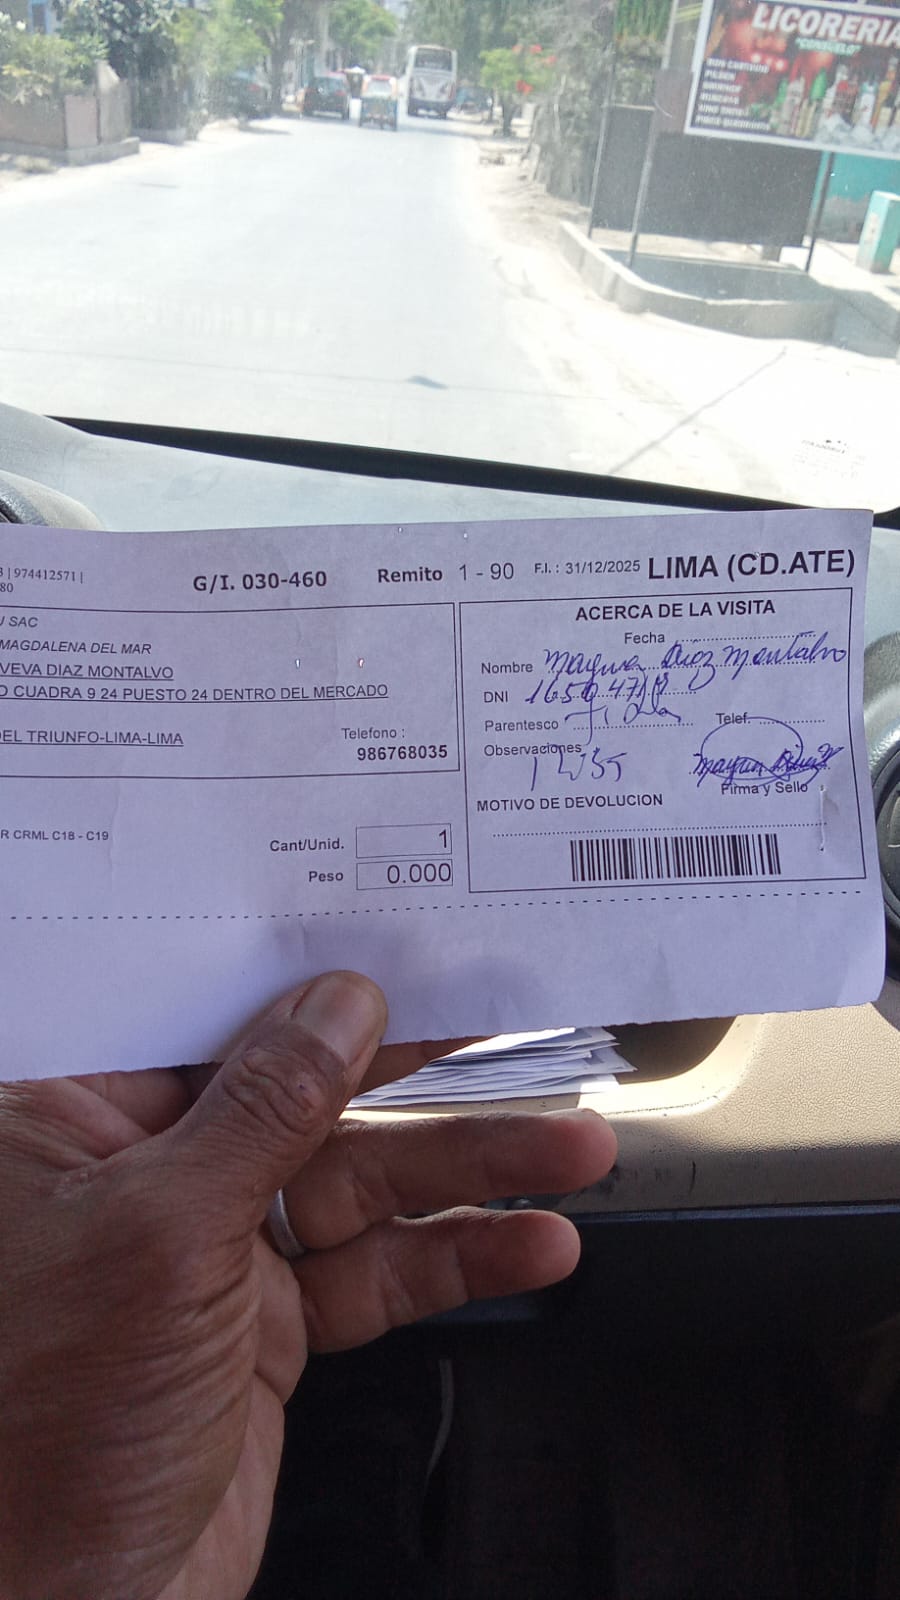 LICORERIA
"CONSUELO"
3 | 974412571 |
80
G/I. 030-460
Remito 1 - 90
F.I. : 31/12/2025
LIMA (CD.ATE)
J SAC
MAGDALENA DEL MAR
VEVA DIAZ MONTALVO
O CUADRA 9 24 PUESTO 24 DENTRO DEL MERCADO
DEL TRIUNFO-LIMA-LIMA
Telefono :
986768035
R CRML C18 - C19
Cant/Unid. 1
Peso 0.000
ACERCA DE LA VISITA
Fecha
Nombre Díaz Montalvo
DNI
Parentesco
Telef.
Observaciones
Firma y Sello
MOTIVO DE DEVOLUCION